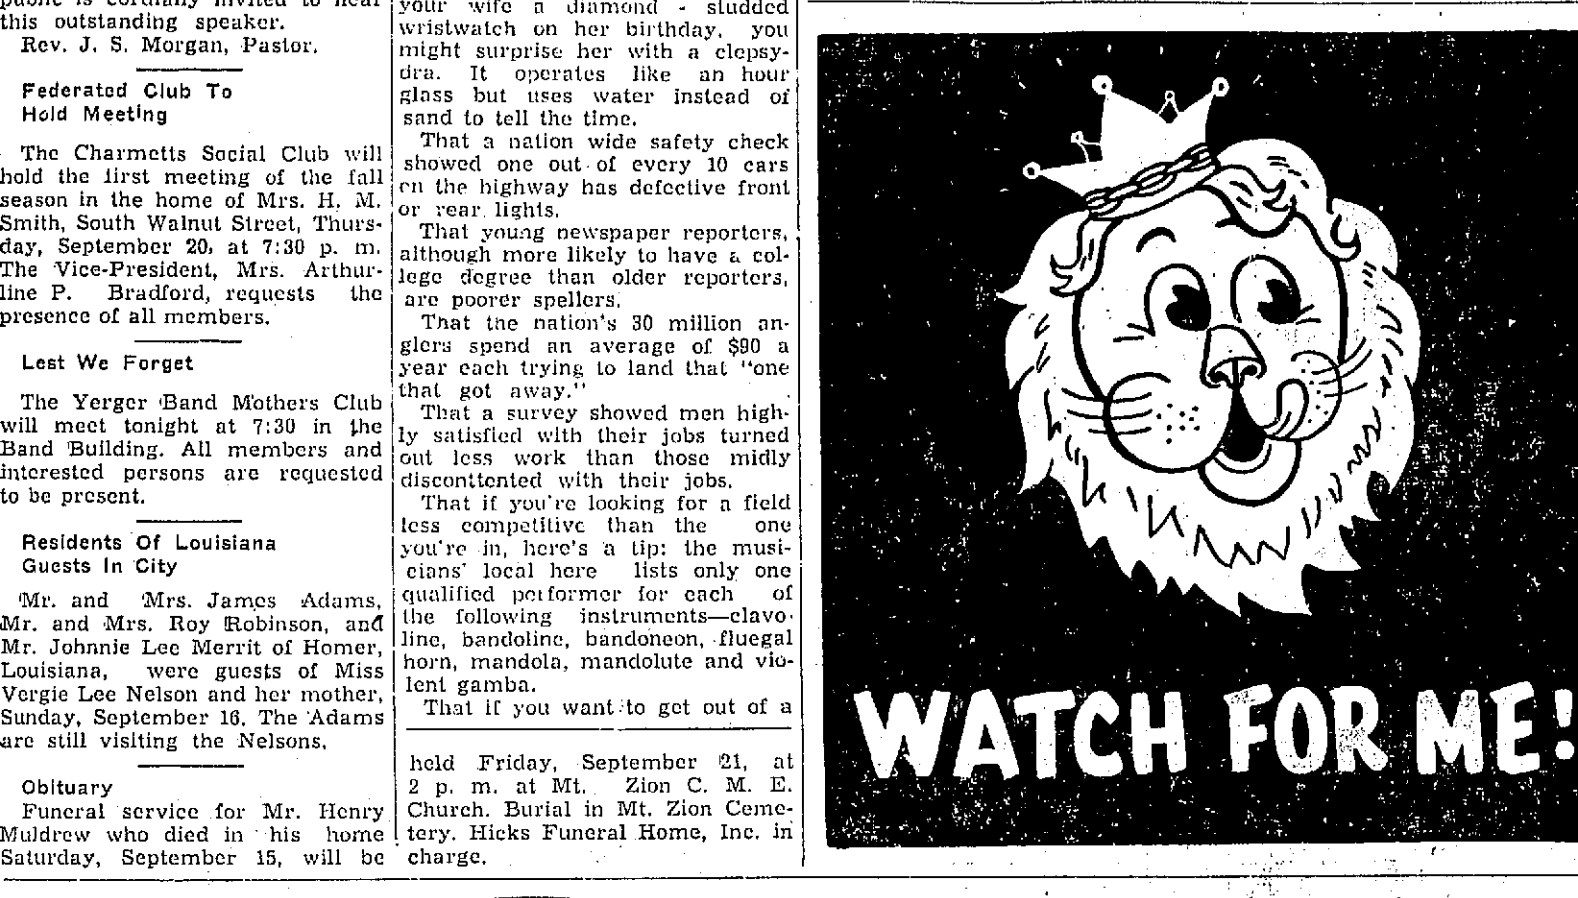 public is cordially invited to hear
this outstanding speaker.
Rev. J. S. Morgan, Pastor.
Federated Club To
Hold Meeting
The Charmetts Social Club will
hold the first meeting of the fall
season in the home of Mrs. H. M.
Smith, South Walnut Street, Thurs-
day, September 20, at 7:30 p. m.
The Vice-President, Mrs. Arthur-
line P. Bradford, requests the
presence of all members.
Lest We Forget
The Yerger Band Mothers Club
will meet tonight at 7:30 in the
Band Building. All members and
interested persons are requested
to be present.
Residents Of Louisiana
Guests In City
Mr. and Mrs. James Adams,
Mr. and Mrs. Roy Robinson, and
Mr. Johnnie Lee Merrit of Homer,
Louisiana, were guests of Miss
Vergie Lee Nelson and her mother,
Sunday, September 16. The Adams
are still visiting the Nelsons.
Obituary
Funeral service for Mr. Henry
Muldrew who died in his home
Saturday, September 15, will be
your wife a diamond - studded
wristwatch on her birthday, you
might surprise her with a clepsy-
dra. It operates like an hour
glass but uses water instead of
sand to tell the time.
That a nation wide safety check
showed one out of every 10 cars
on the highway has defective front
or rear lights.
That young newspaper reporters,
although more likely to have a col-
lege degree than older reporters,
are poorer spellers.
That the nation's 30 million an-
glers spend an average of $90 a
year each trying to land that "one
that got away."
That a survey showed men high-
ly satisfied with their jobs turned
out less work than those midly
disconttented with their jobs.
That if you're looking for a field
less competitive than the one
you're in, here's a tip: the musi-
cians' local here lists only one
qualified performer for each of
the following instruments—clavo-
line, bandoline, bandoneon, fluegal
horn, mandola, mandolute and vio-
lent gamba.
That if you want to get out of a
held Friday, September 21, at
2 p. m. at Mt. Zion C. M. E.
Church. Burial in Mt. Zion Ceme-
tery. Hicks Funeral Home, Inc. in
charge.
WATCH FOR ME!